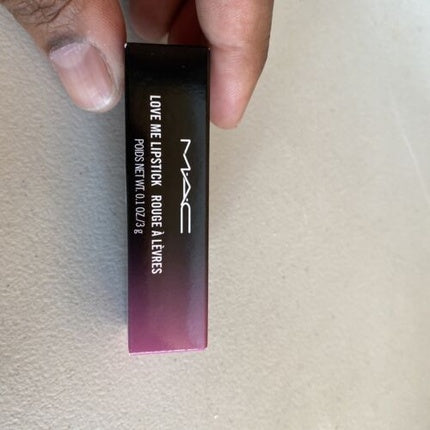 MAC
LOVE ME LIPSTICK ROUGE À LÈVRES
POIDS NET WT. 0.1 OZ/3 g